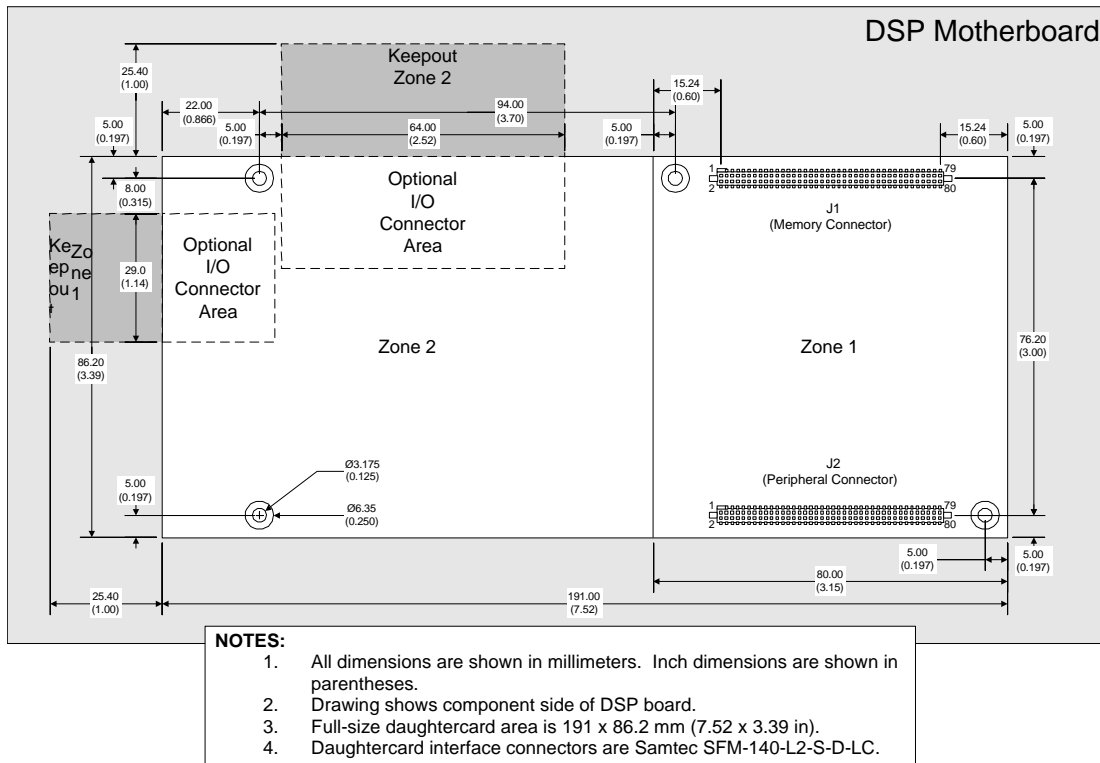 DSP Motherboard
Keepout
Zone 2
25.40
(1.00)
22.00
(0.866)
94.00
(3.70)
15.24
(0.60)
5.00
(0.197)
5.00
(0.197)
64.00
(2.52)
5.00
(0.197)
15.24
(0.60)
5.00
(0.197)
8.00
(0.315)
Optional
I/O
Connector
Area
1
2
79
80
J1
(Memory Connector)
Keepout
Zone 1
29.0
(1.14)
Optional
I/O
Connector
Area
86.20
(3.39)
Zone 2
Zone 1
76.20
(3.00)
Ø3.175
(0.125)
J2
(Peripheral Connector)
5.00
(0.197)
Ø6.35
(0.250)
1
2
79
80
5.00
(0.197)
5.00
(0.197)
80.00
(3.15)
25.40
(1.00)
191.00
(7.52)
NOTES:
1. All dimensions are shown in millimeters. Inch dimensions are shown in
parentheses.
2. Drawing shows component side of DSP board.
3. Full-size daughtercard area is 191 x 86.2 mm (7.52 x 3.39 in).
4. Daughtercard interface connectors are Samtec SFM-140-L2-S-D-LC.